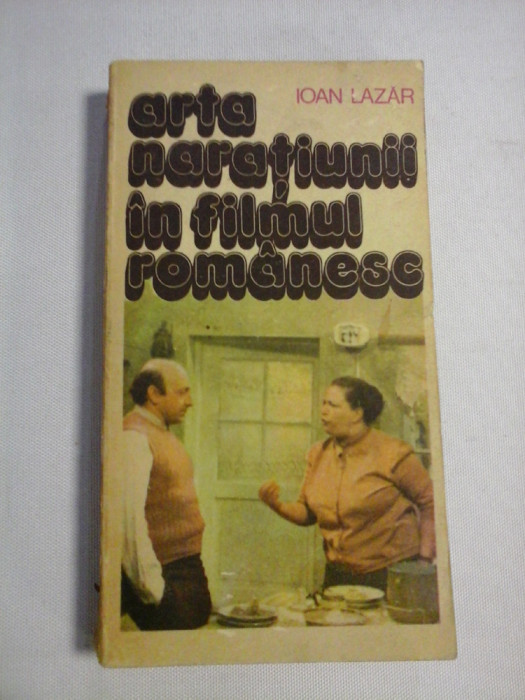 IOAN LAZĂR
arta
narațiunii
în filmul
românesc